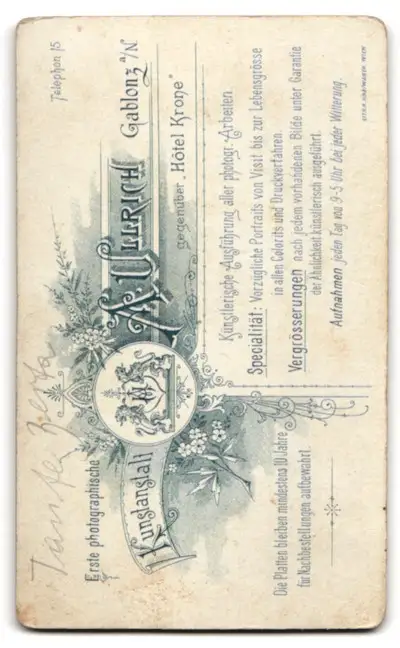 Telephon 15
Erste photographische
Kunstanstalt
A. Ullrich
Gablonz a/N
gegenüber „Hôtel Krone“
Künstlerische Ausführung aller photogr. Arbeiten.
Specialität: Vorzügliche Portraits von Visit bis zur Lebensgrösse
in allen Colorits und Druckverfahren.
Vergrösserungen nach jedem vorhandenen Bilde unter Garantie
der Ähnlichkeit künstlerisch ausgeführt.
Aufnahmen jeden Tag von 9-5 Uhr bei jeder Witterung.
Die Platten bleiben mindestens 10 Jahre
für Nachbestellungen aufbewahrt.